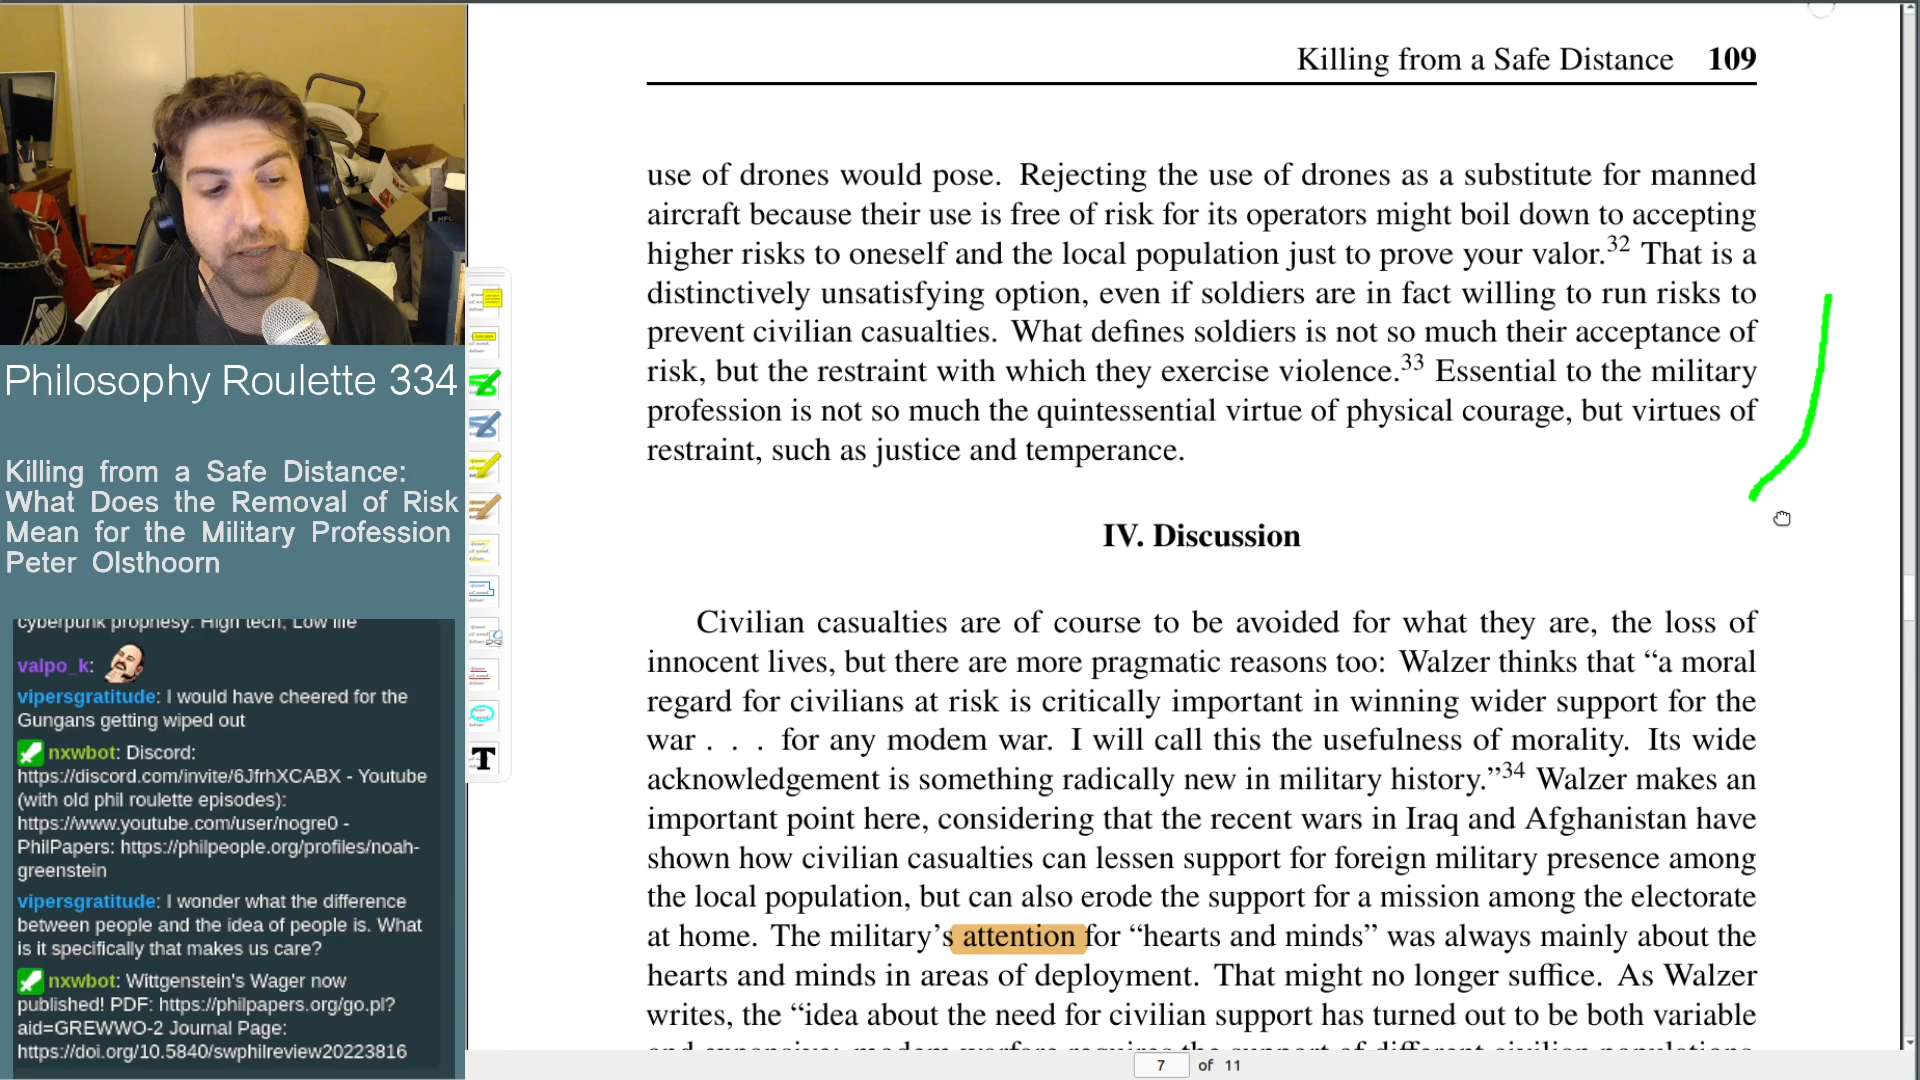 Killing from a Safe Distance 109
use of drones would pose. Rejecting the use of drones as a substitute for manned
aircraft because their use is free of risk for its operators might boil down to accepting
higher risks to oneself and the local population just to prove your valor.32 That is a
distinctively unsatisfying option, even if soldiers are in fact willing to run risks to
prevent civilian casualties. What defines soldiers is not so much their acceptance of
risk, but the restraint with which they exercise violence.33 Essential to the military
profession is not so much the quintessential virtue of physical courage, but virtues of
restraint, such as justice and temperance.
IV. Discussion
Civilian casualties are of course to be avoided for what they are, the loss of
innocent lives, but there are more pragmatic reasons too: Walzer thinks that “a moral
regard for civilians at risk is critically important in winning wider support for the
war . . . for any modem war. I will call this the usefulness of morality. Its wide
acknowledgement is something radically new in military history.”34 Walzer makes an
important point here, considering that the recent wars in Iraq and Afghanistan have
shown how civilian casualties can lessen support for foreign military presence among
the local population, but can also erode the support for a mission among the electorate
at home. The military’s attention for “hearts and minds” was always mainly about the
hearts and minds in areas of deployment. That might no longer suffice. As Walzer
writes, the “idea about the need for civilian support has turned out to be both variable
and expensive: modem warfare requires the support of different civilian populations,
7 of 11
Philosophy Roulette 334
Killing from a Safe Distance:
What Does the Removal of Risk
Mean for the Military Profession
Peter Olsthoorn
cyberpunk prophesy: High tech, Low life
valpo_k:
vipersgratitude: I would have cheered for the
Gungans getting wiped out
nxwbot: Discord:
https://discord.com/invite/6JfrhXCABX - Youtube
(with old phil roulette episodes):
https://www.youtube.com/user/nogre0 -
PhilPapers: https://philpeople.org/profiles/noah-
greenstein
vipersgratitude: I wonder what the difference
between people and the idea of people is. What
is it specifically that makes us care?
nxwbot: Wittgenstein's Wager now
published! PDF: https://philpapers.org/go.pl?
aid=GREWWO-2 Journal Page:
https://doi.org/10.5840/swphilreview20223816
T